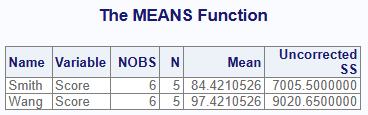 The MEANS Function
Name Variable NOBS N Mean Uncorrected SS
Smith Score 6 5 84.4210526 7005.5000000
Wang Score 6 5 97.4210526 9020.6500000